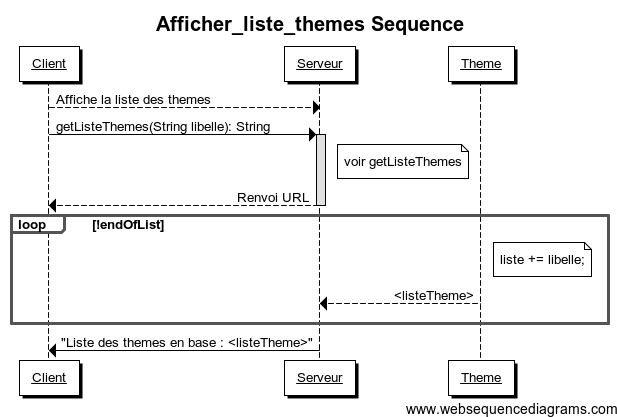 Afficher_liste_themes Sequence
Client
Serveur
Theme
Affiche la liste des themes
getListeThemes(String libelle): String
voir getListeThemes
Renvoi URL
loop
[!endOfList]
liste += libelle;
<listeTheme>
"Liste des themes en base : <listeTheme>"
Client
Serveur
Theme
www.websequencediagrams.com